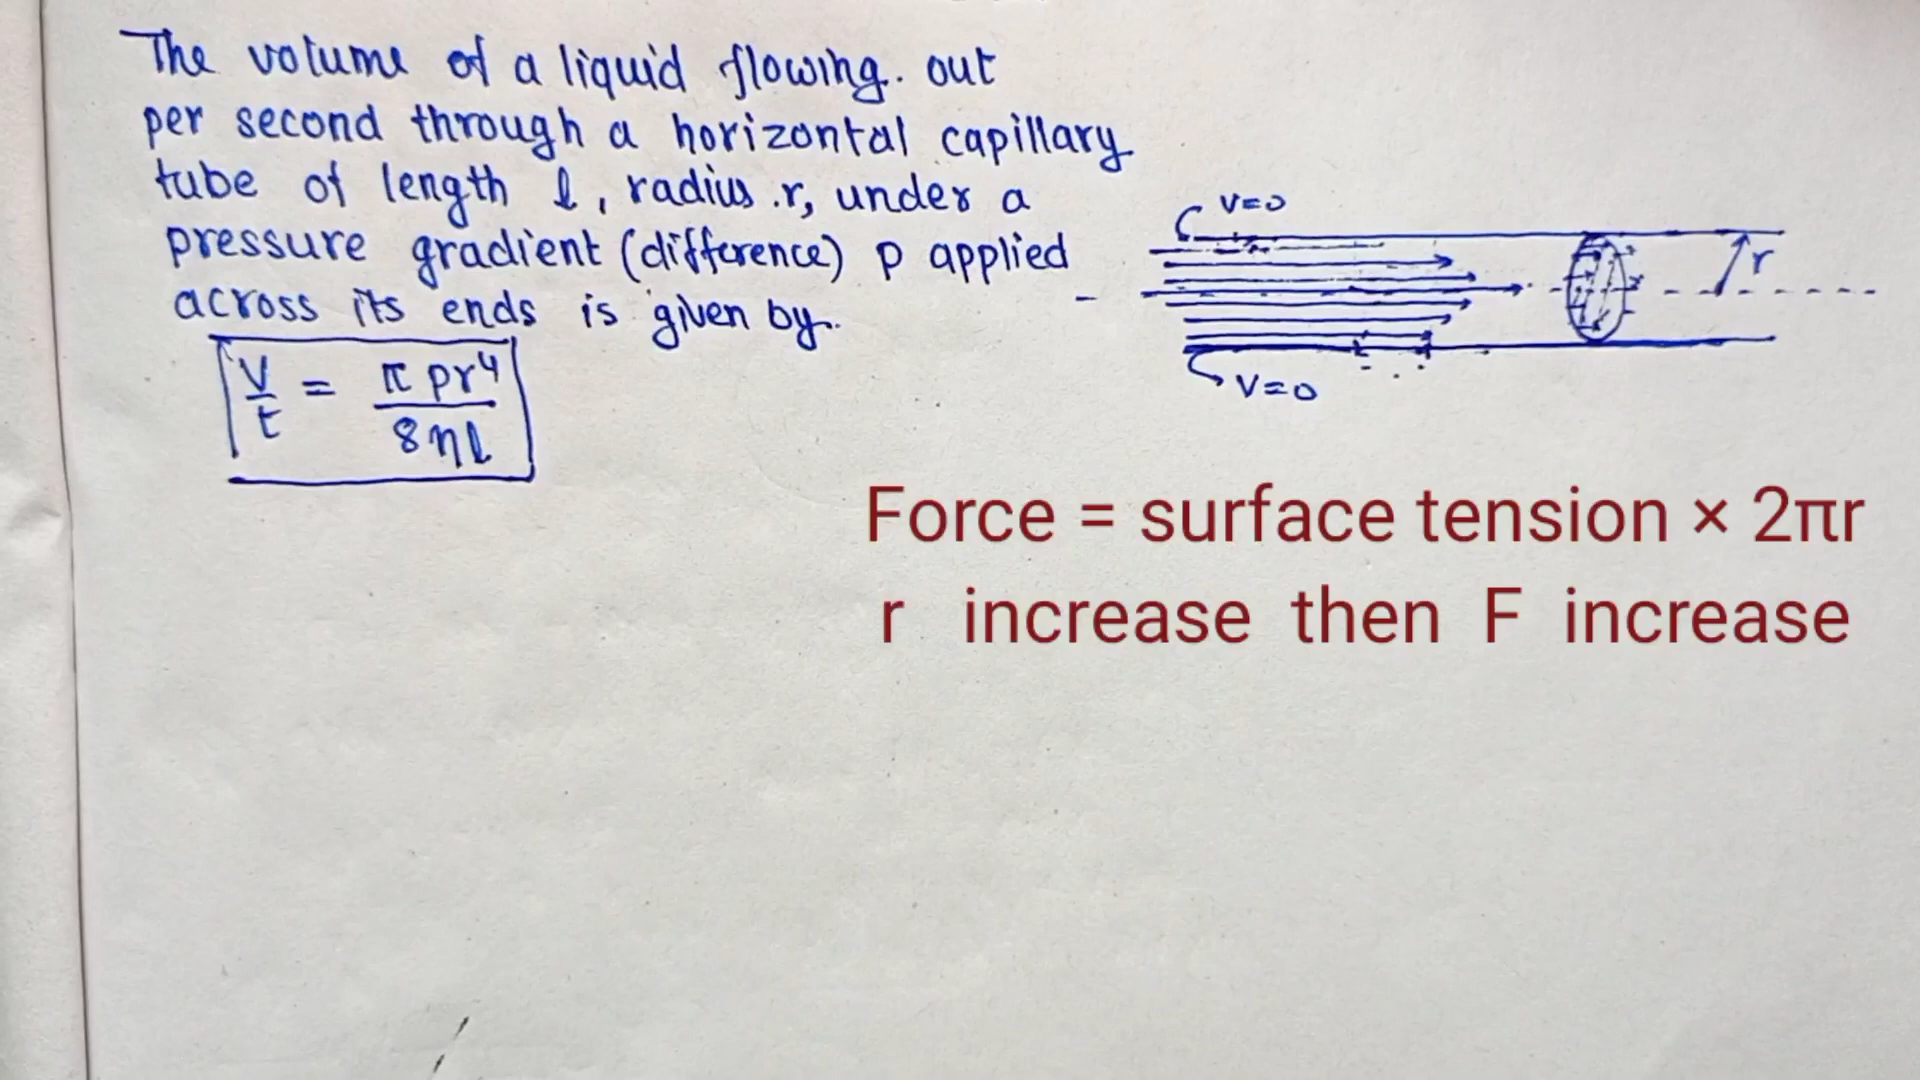 The volume of a liquid flowing. out
per second through a horizontal capillary
tube of length l, radius .r, under a
pressure gradient (difference) p applied
across its ends is given by.
V/t = πpr⁴/8ηl
V=0
r
V=0
Force = surface tension × 2πr
r increase then F increase